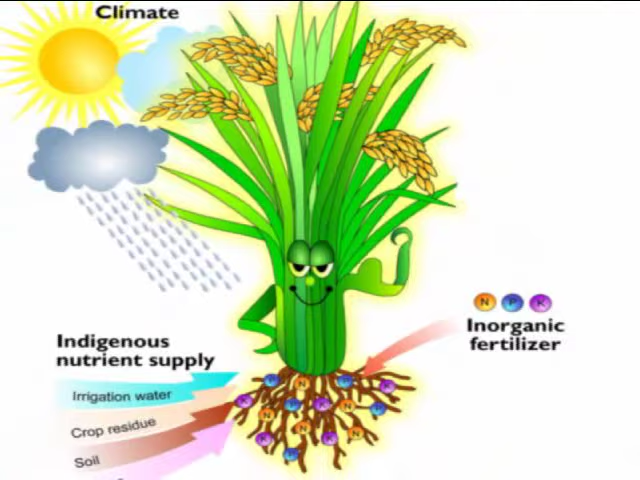 Climate
N P K
Inorganic
fertilizer
Indigenous
nutrient supply
Irrigation water
Crop residue
Soil
P N P K
K P K N P
N
N
K K N
P